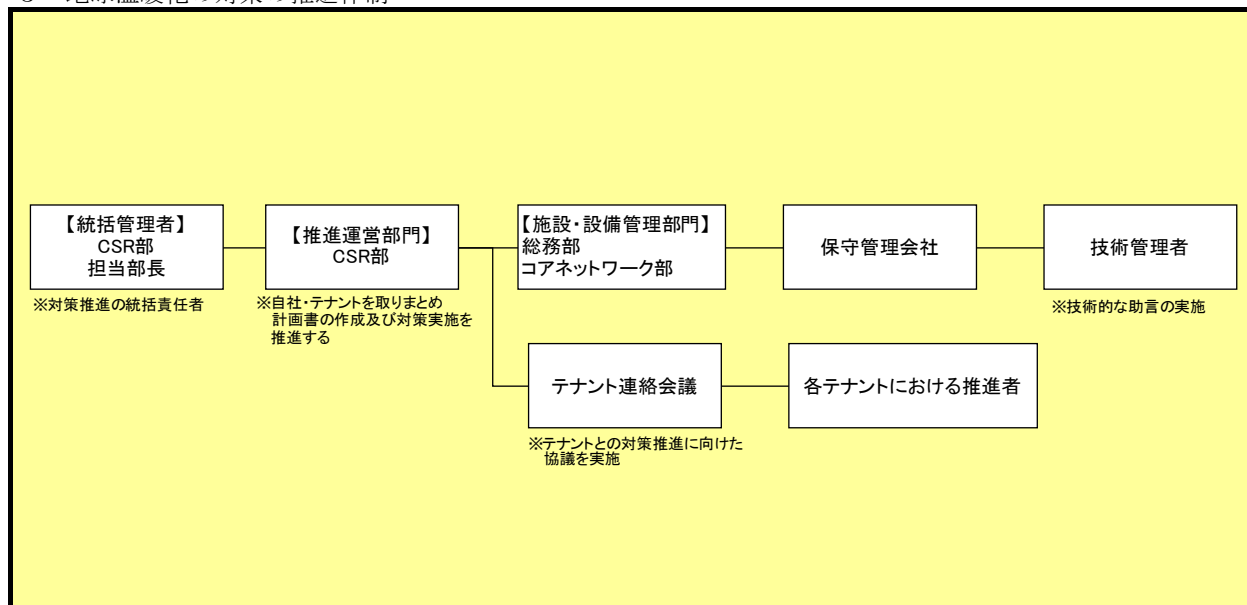 【統括管理者】
CSR部
担当部長
※対策推進の統括責任者
【推進運営部門】
CSR部
※自社・テナントを取りまとめ
計画書の作成及び対策実施を
推進する
【施設・設備管理部門】
総務部
コアネットワーク部
保守管理会社
技術管理者
※技術的な助言の実施
テナント連絡会議
※テナントとの対策推進に向けた
協議を実施
各テナントにおける推進者